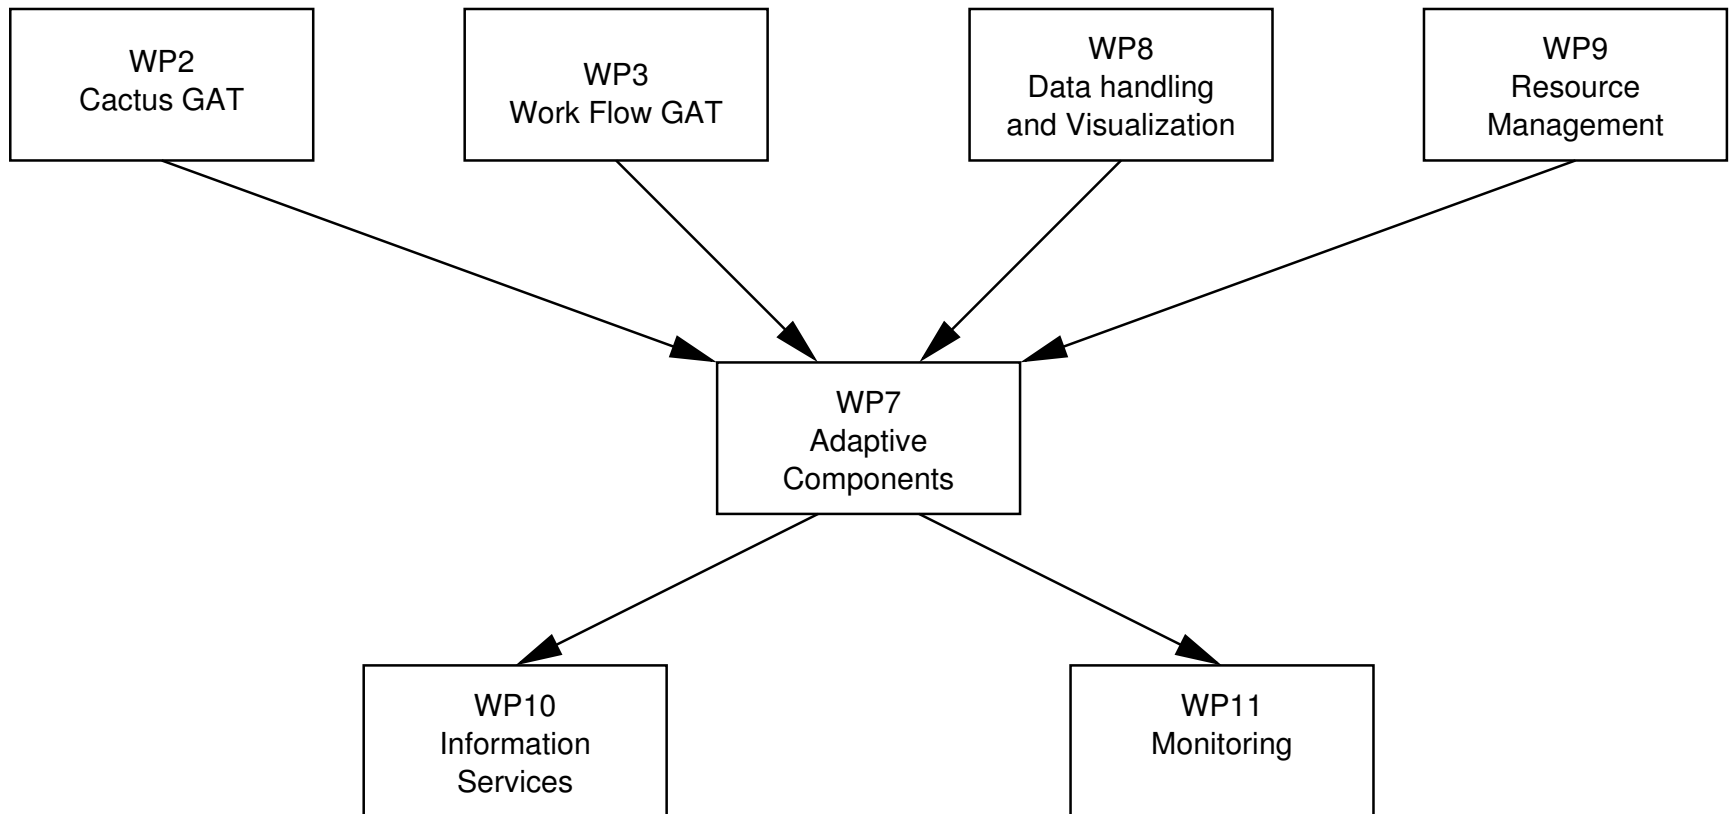 WP2
Cactus GAT
WP3
Work Flow GAT
WP8
Data handling
and Visualization
WP9
Resource
Management
WP7
Adaptive
Components
WP10
Information
Services
WP11
Monitoring